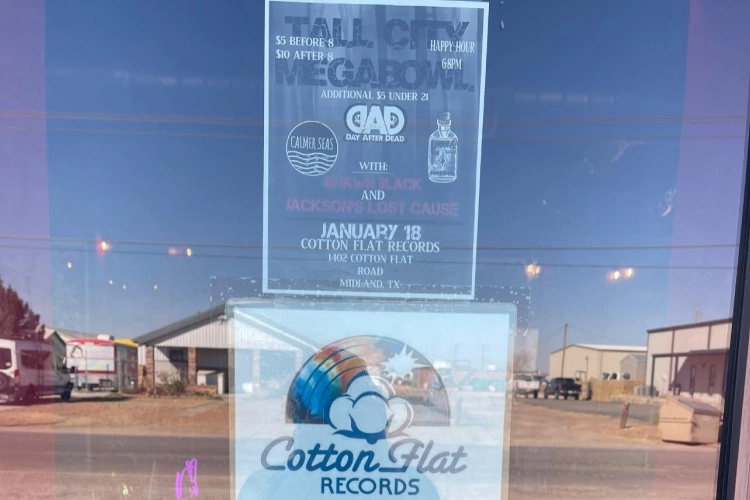 TALL CITY
$5 BEFORE 8
$10 AFTER 8
HAPPY HOUR
6-8PM
MEGABOWL
ADDITIONAL $5 UNDER 21
DAD
DAY AFTER DEAD
CALMER SEAS
WITH:
SHAWN BLACK
AND
JACKSON'S LOST CAUSE
JANUARY 18
COTTON FLAT RECORDS
1402 COTTON FLAT
ROAD
MIDLAND, TX
Cotton Flat
RECORDS